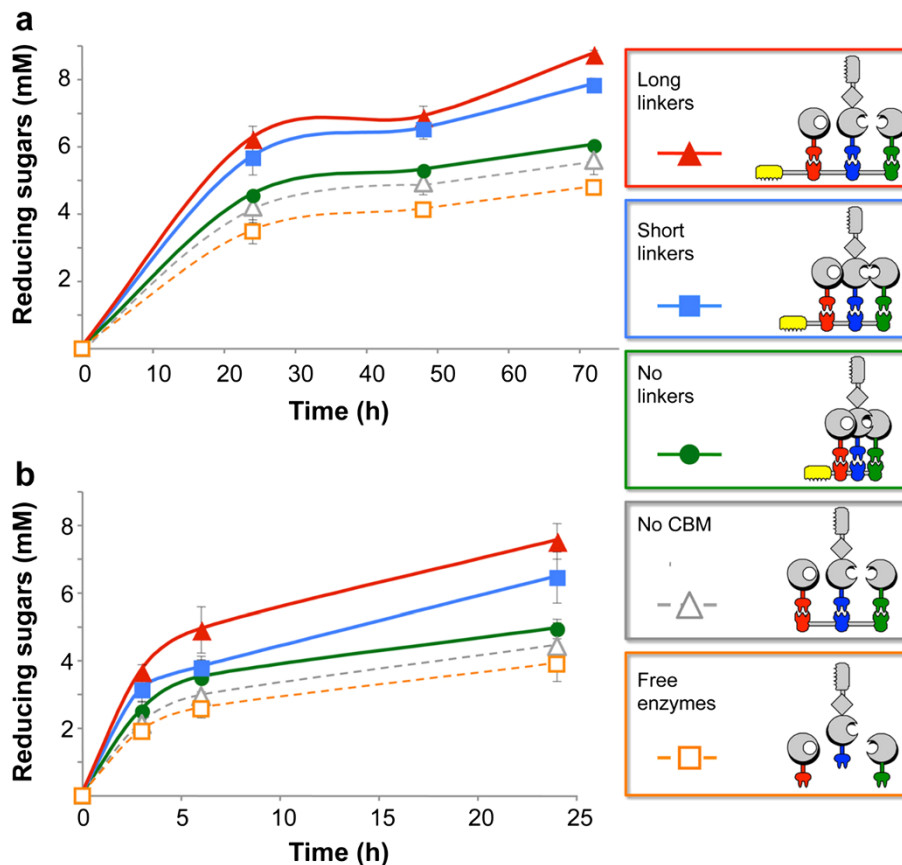 a
Reducing sugars (mM)
8
6
4
2
0 10 20 30 40 50 60 70
Time (h)
b
Reducing sugars (mM)
8
6
4
2
0 5 10 15 20 25
Time (h)
Long
linkers
Short
linkers
No
linkers
No CBM
Free
enzymes